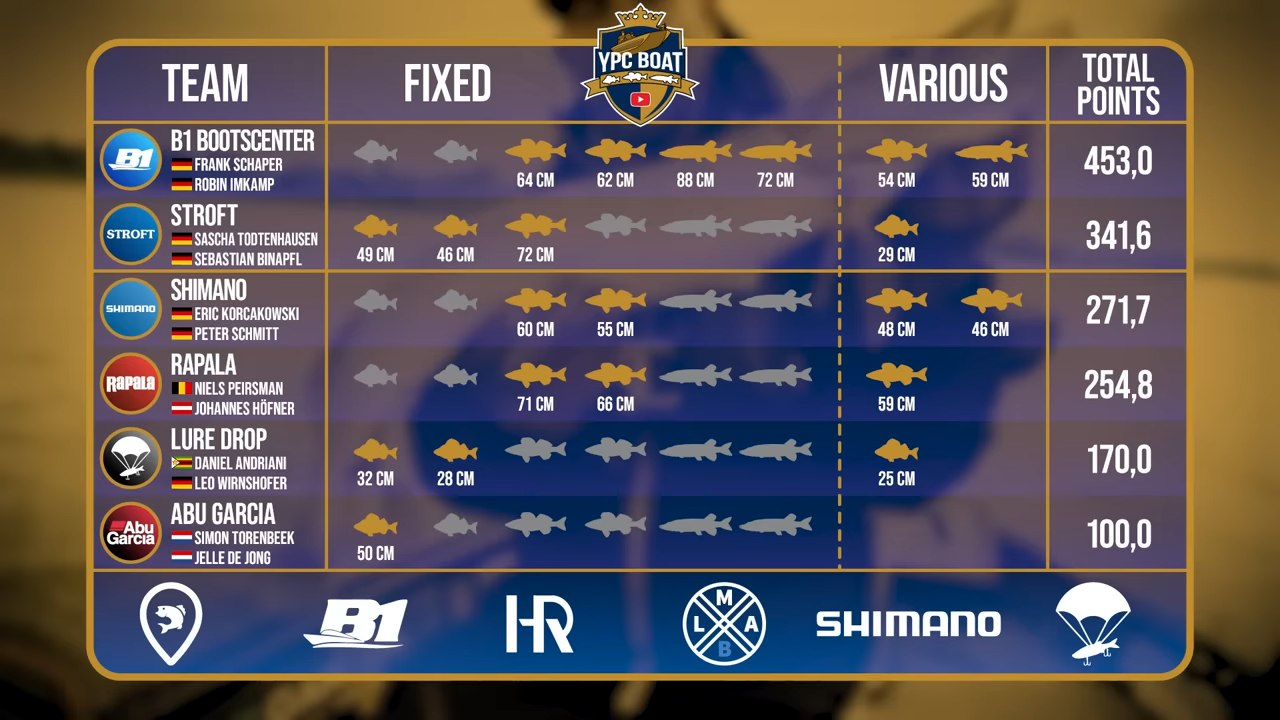 YPC BOAT
TEAM FIXED VARIOUS TOTAL POINTS
B1 B1 BOOTSCENTER
FRANK SCHAPER
ROBIN IMKAMP
64 CM 62 CM 88 CM 72 CM 54 CM 59 CM 453,0
STROFT STROFT
SASCHA TODTENHAUSEN
SEBASTIAN BINAPFL
49 CM 46 CM 72 CM 29 CM 341,6
SHIMANO SHIMANO
ERIC KORCAKOWSKI
PETER SCHMITT
60 CM 55 CM 48 CM 46 CM 271,7
Rapala RAPALA
NIELS PEIRSMAN
JOHANNES HÖFNER
71 CM 66 CM 59 CM 254,8
LURE DROP
DANIEL ANDRIANI
LEO WIRNSHOFER
32 CM 28 CM 25 CM 170,0
Abu Garcia ABU GARCIA
SIMON TORENBEEK
JELLE DE JONG
50 CM 100,0
B1 HR M L A B SHIMANO